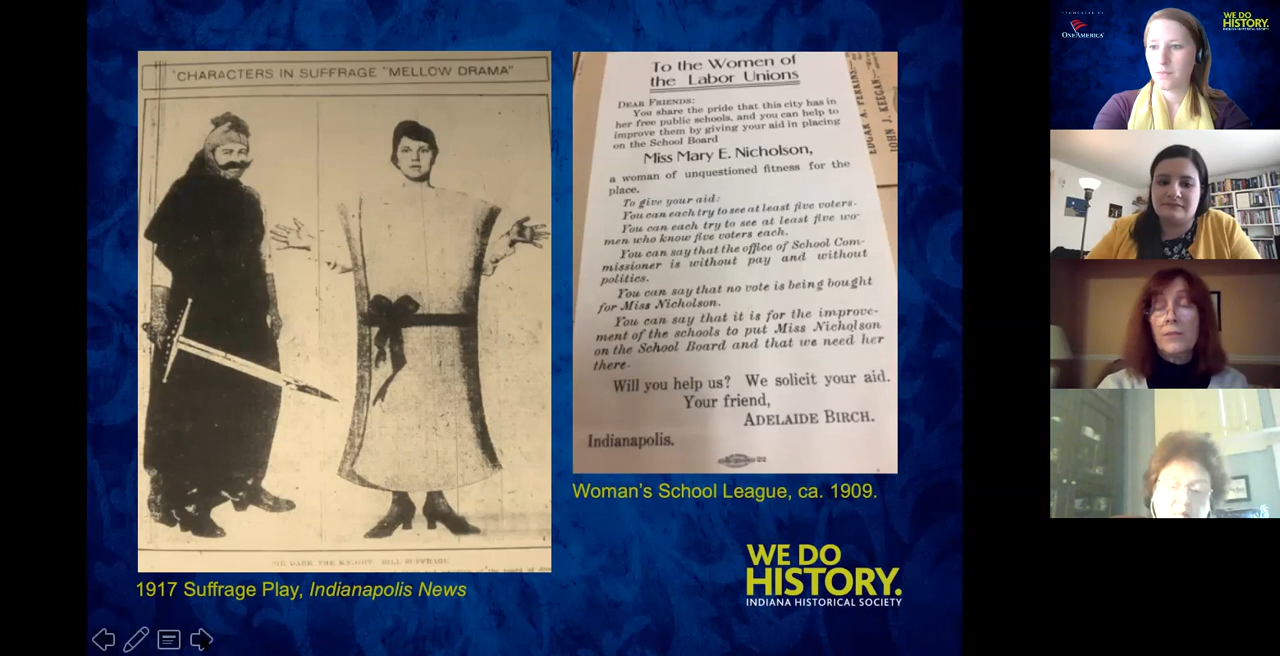 "CHARACTERS IN SUFFRAGE "MELLOW DRAMA"
1917 Suffrage Play, Indianapolis News
To the Women of
the Labor Unions
DEAR FRIENDS:
You share the pride that this city has in
her free public schools, and you can help to
improve them by giving your aid in placing
on the School Board
Miss Mary E. Nicholson,
a woman of unquestioned fitness for the
place.
To give your aid:
You can each try to see at least five voters.
You can each try to see at least five wo-
men who know five voters each.
You can say that the office of School Com-
missioner is without pay and without
politics.
You can say that no vote is being bought
for Miss Nicholson.
You can say that it is for the improve-
ment of the schools to put Miss Nicholson
on the School Board and that we need her
there.
Will you help us? We solicit your aid.
Your friend,
ADELAIDE BIRCH.
Indianapolis.
EDGAR A. PERKINS.
JOHN J. KEEGAN.
Woman's School League, ca. 1909.
WE DO
HISTORY.
INDIANA HISTORICAL SOCIETY
ONEAMERICA
WE DO
HISTORY.
INDIANA HISTORICAL SOCIETY